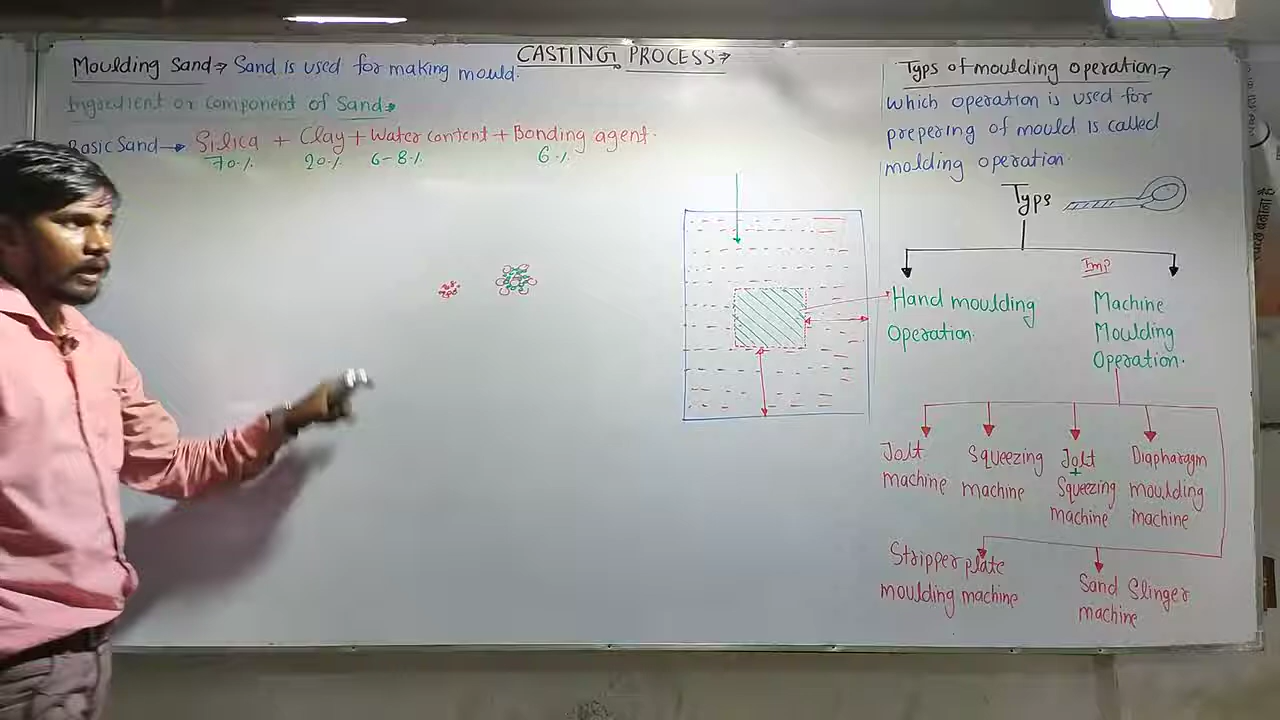 CASTING PROCESS→
Moulding Sand→ Sand is used for making mould.
Ingredient or component of Sand→
Basic Sand → Silica + Clay + Water content + Bonding agent.
70% 20% 6-8% 6%
Typs of moulding operation→
which operation is used for
prepering of mould is called
molding operation.
Typs
Hand moulding
Operation.
Imp
Machine
Moulding
Operation.
Jolt
machine
Squeezing
machine
Jolt
+
Squeezing
machine
Diapharagm
moulding
machine
Stripper plate
moulding machine
Sand Slinger
machine